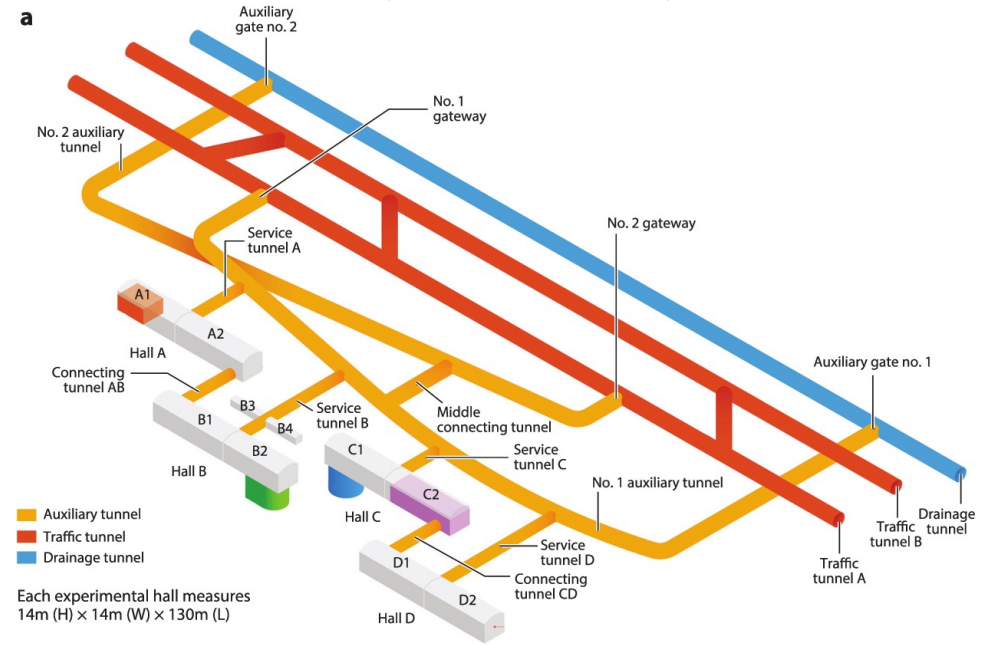 a
Auxiliary
gate no. 2
No. 1
gateway
No. 2 auxiliary
tunnel
No. 2 gateway
Service
tunnel A
A1
A2
Hall A
Auxiliary gate no. 1
Connecting
tunnel AB
B3
B4
B1
B2
Service
tunnel B
Middle
connecting tunnel
Hall B
C1
C2
Service
tunnel C
No. 1 auxiliary tunnel
Hall C
Auxiliary tunnel
Traffic tunnel
Drainage tunnel
Traffic
tunnel B
Drainage
tunnel
Traffic
tunnel A
Service
tunnel D
Connecting
tunnel CD
D1
D2
Hall D
Each experimental hall measures
14m (H) × 14m (W) × 130m (L)